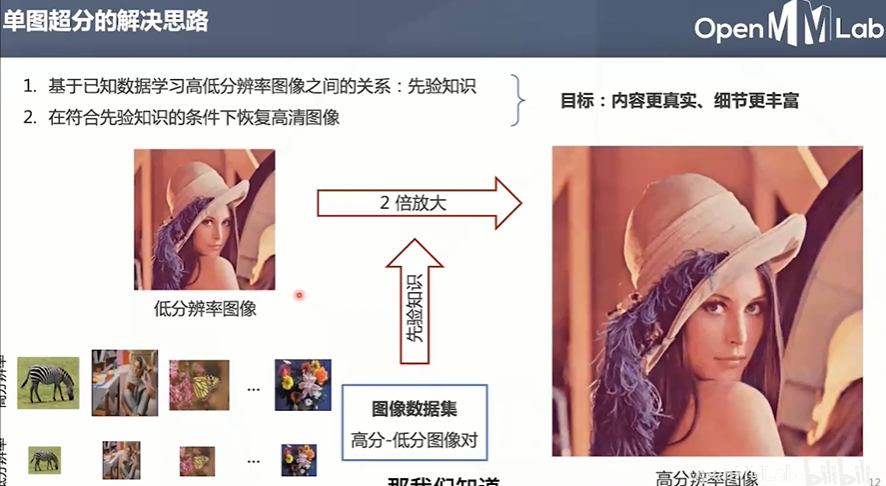 单图超分的解决思路
OpenMMLab
1. 基于已知数据学习高低分辨率图像之间的关系：先验知识
2. 在符合先验知识的条件下恢复高清图像
目标：内容更真实、细节更丰富
2 倍放大
低分辨率图像
先验知识
高分辨率
...
图像数据集
高分-低分图像对
低分辨率
...
那我们知道
高分辨率图像
bilibili
12